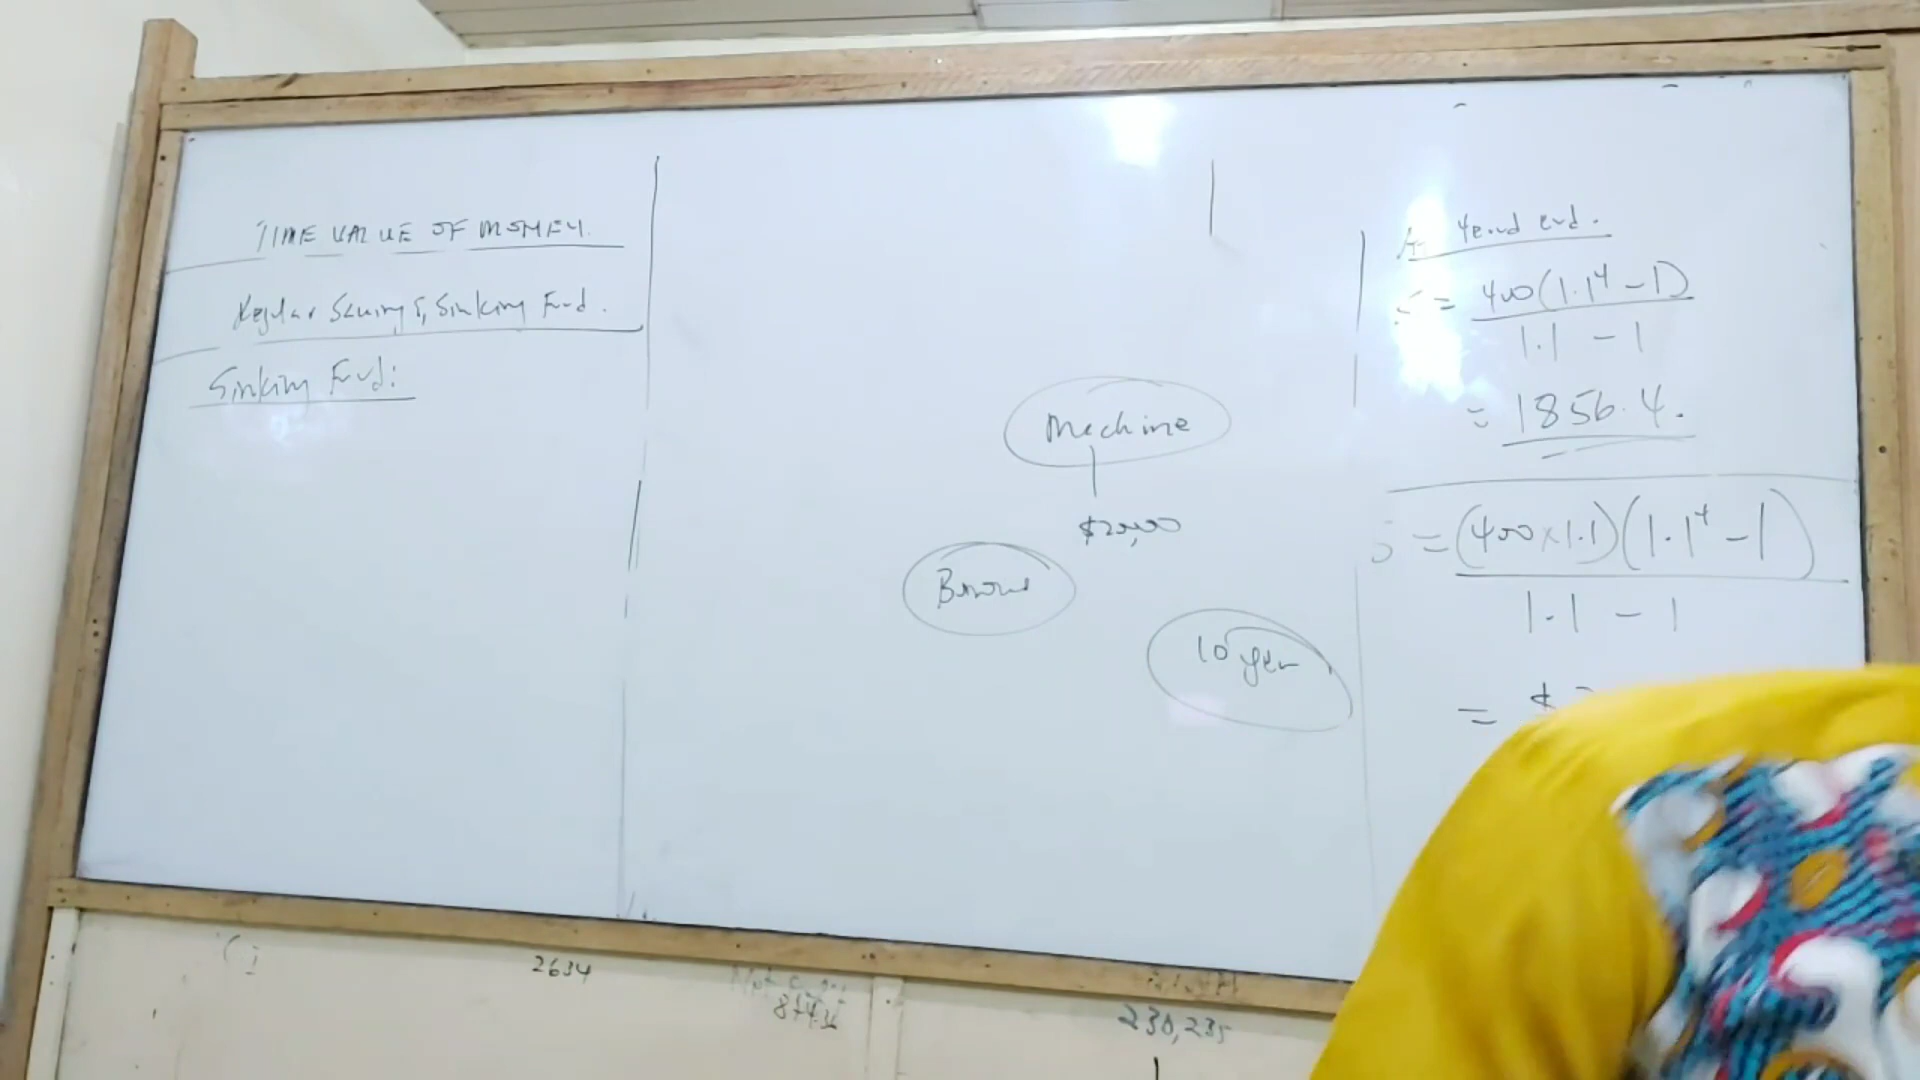 TIME VALUE OF MONEY.
Regular Savings, Sinking Fund.
Sinking Fund:
Machine
$20,000
10 year
At Year end.
S = 400(1.1⁴ - 1)
1.1 - 1
= 1856.4.
S = (400 × 1.1)(1.1⁴ - 1)
1.1 - 1
= $
2634
230,235